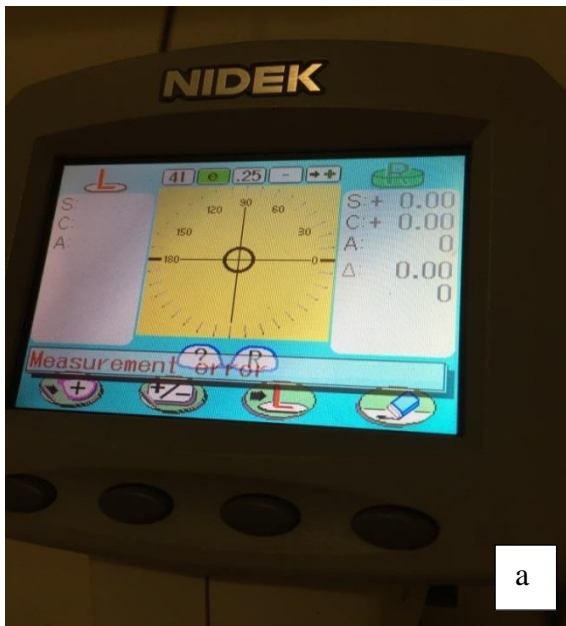 NIDEK
L 41 e .25 - R
S:
C:
A:
120 90 60
150 30
180 0
S:+ 0.00
C:+ 0.00
A: 0
Δ 0.00
0
? R
Measurement error
+ +/- L
a